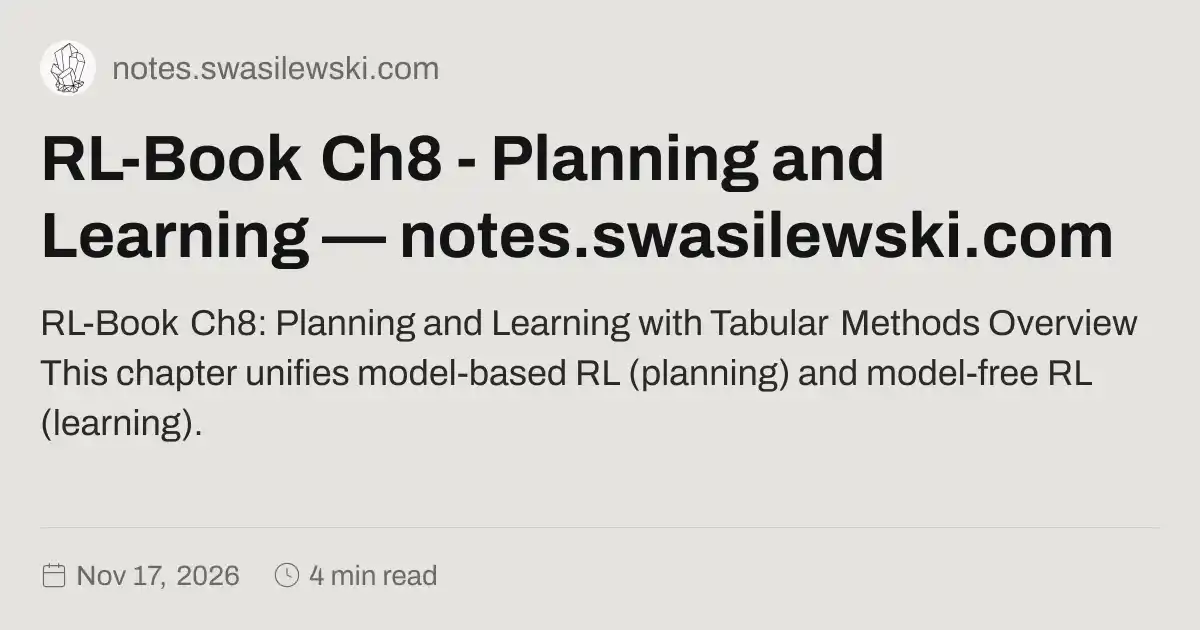 notes.swasilewski.com
RL-Book Ch8 - Planning and
Learning — notes.swasilewski.com
RL-Book Ch8: Planning and Learning with Tabular Methods Overview
This chapter unifies model-based RL (planning) and model-free RL
(learning).
Nov 17, 2026 4 min read